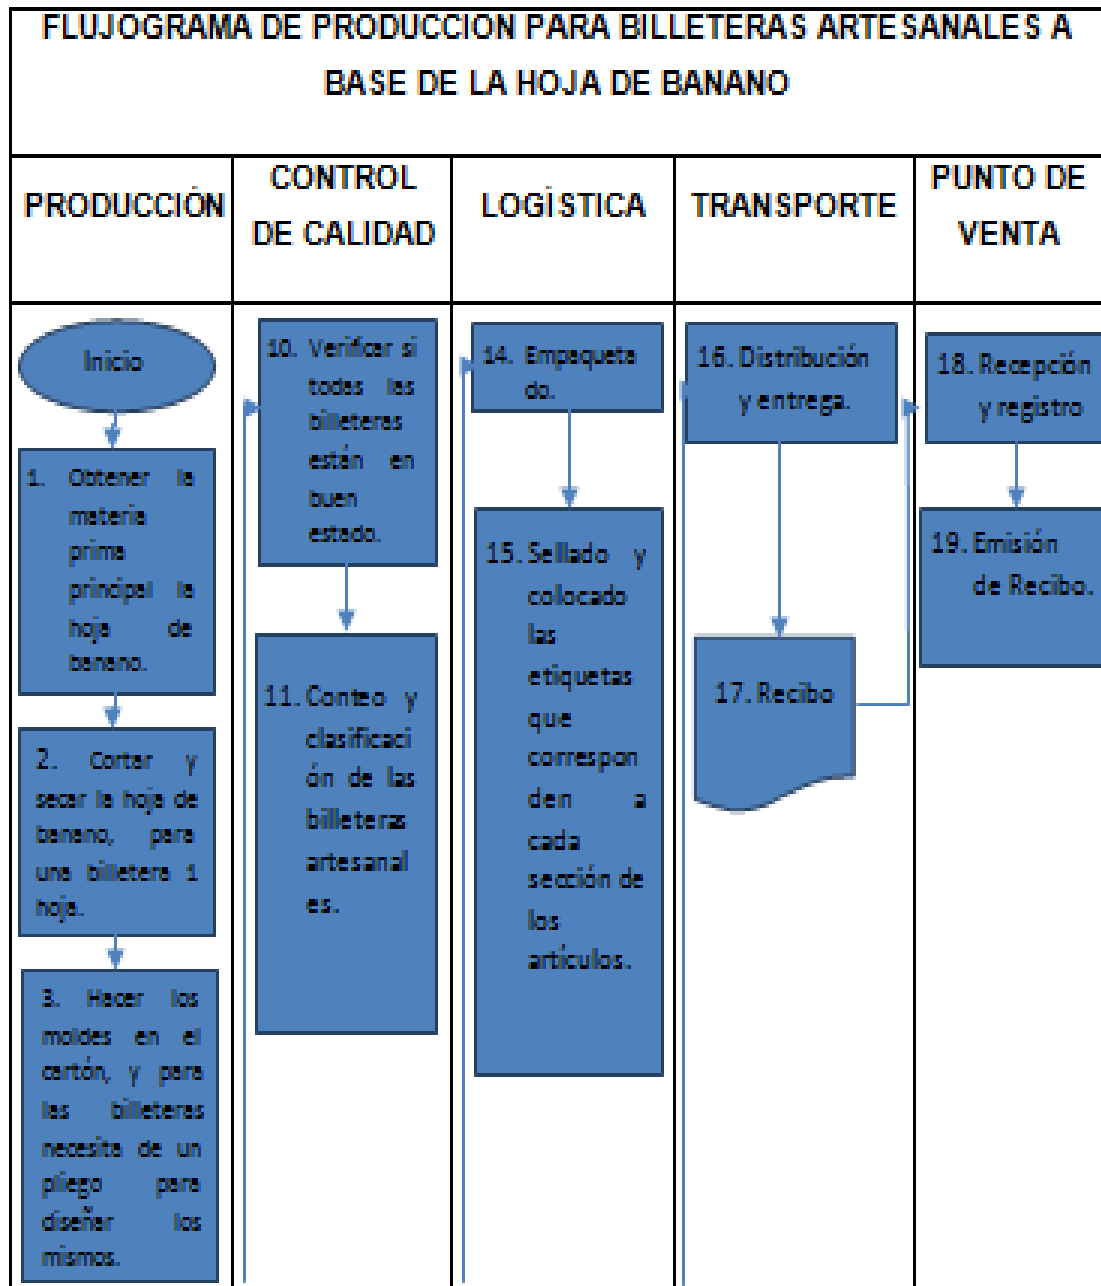 FLUJOGRAMA DE PRODUCCION PARA BILLETERAS ARTESANALES A
BASE DE LA HOJA DE BANANO
PRODUCCIÓN
CONTROL
DE CALIDAD
LOGÍSTICA
TRANSPORTE
PUNTO DE
VENTA
Inicio
1. Obtener la
materia
prima
principal la
hoja de
banano.
2. Cortar y
secar la hoja de
banano, para
una billetera 1
hoja.
3. Hacer los
moldes en el
cartón, y para
las billeteras
necesita de un
pliego para
diseñar los
mismos.
10. Verificar si
todas las
billeteras
están en
buen
estado.
11. Conteo y
clasificaci
ón de las
billeteras
artesanal
es.
14. Empaqueta
do.
15. Sellado y
colocado
las
etiquetas
que
correspon
den a
cada
sección de
los
artículos.
16. Distribución
y entrega.
17. Recibo
18. Recepción
y registro
19. Emisión
de Recibo.